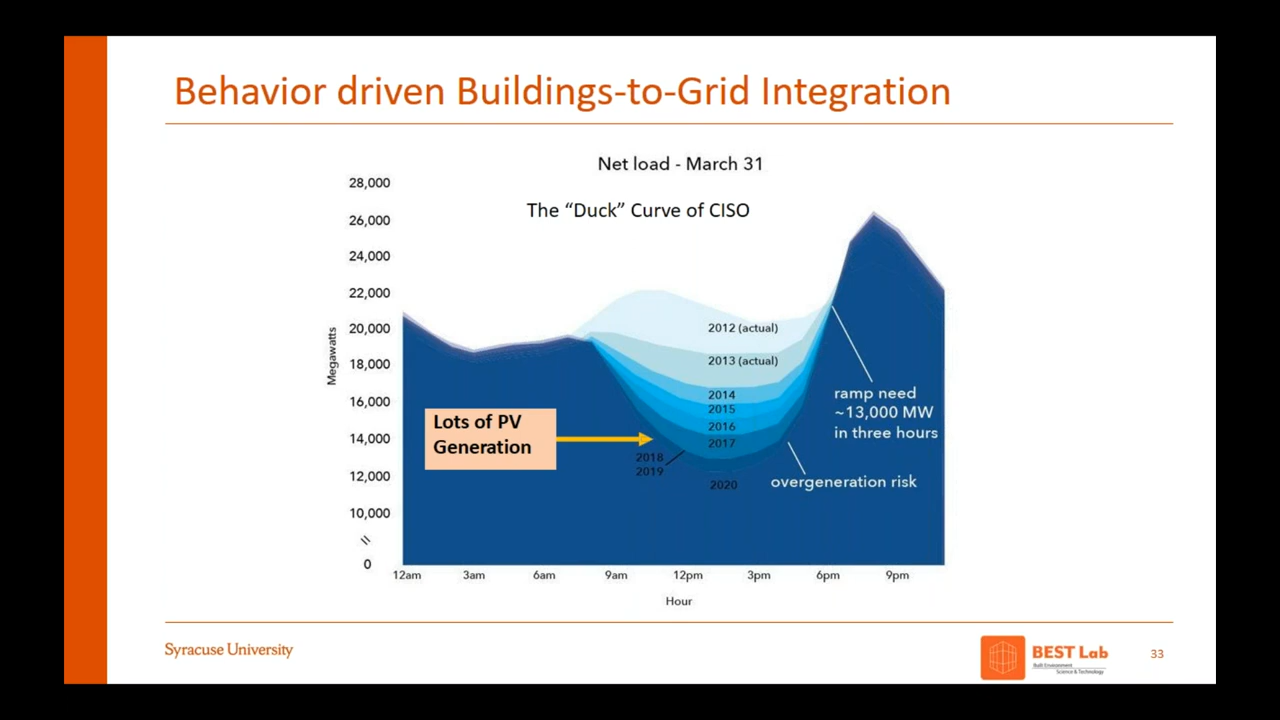 Behavior driven Buildings-to-Grid Integration
Net load - March 31
The “Duck” Curve of CISO
28,000
26,000
24,000
22,000
20,000
18,000
16,000
14,000
12,000
10,000
0
Megawatts
2012 (actual)
2013 (actual)
2014
2015
2016
2017
2018
2019
2020
Lots of PV
Generation
ramp need
~13,000 MW
in three hours
overgeneration risk
12am
3am
6am
9am
12pm
3pm
6pm
9pm
Hour
Syracuse University
BEST Lab
Built Environment
Science & Technology
33